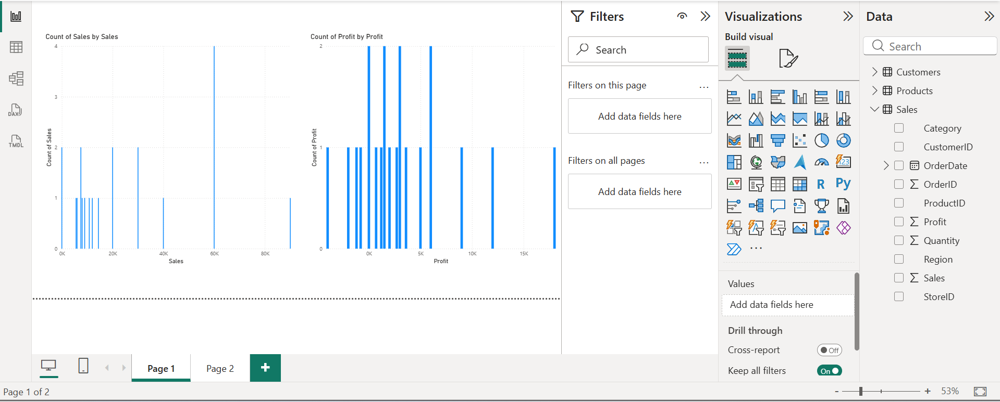 Count of Sales by Sales
4
3
2
1
0
Count of Sales
0K 20K 40K 60K 80K
Sales
Count of Profit by Profit
2
1
0
Count of Profit
0K 5K 10K 15K
Profit
DAX
TMDL
Filters
Search
Filters on this page ...
Add data fields here
Filters on all pages ...
Add data fields here
Visualizations
Build visual
123
R
Py
...
Values
Add data fields here
Drill through
Cross-report Off
Keep all filters On
Data
Search
Customers
Products
Sales
Category
CustomerID
OrderDate
∑ OrderID
ProductID
∑ Profit
∑ Quantity
Region
∑ Sales
StoreID
Page 1 Page 2 +
Page 1 of 2
- + 53%